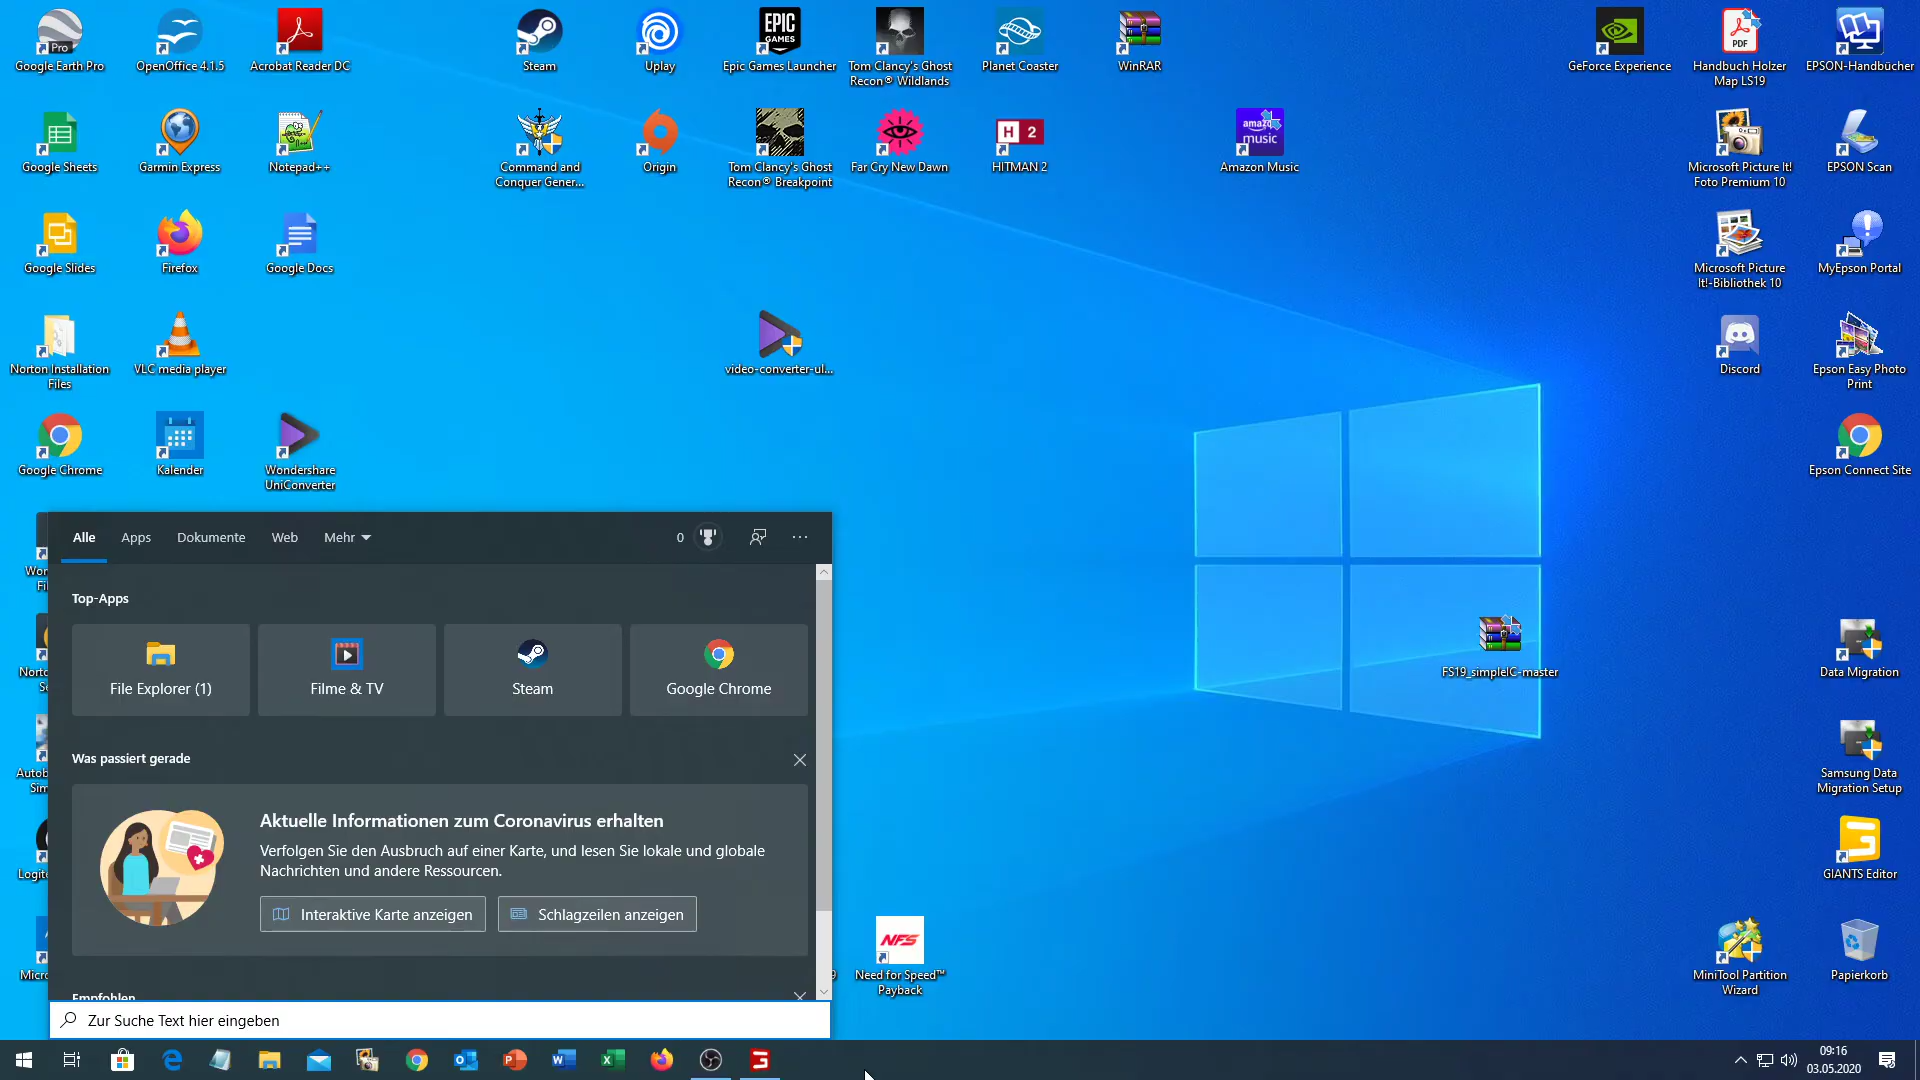 Google Earth Pro
OpenOffice 4.1.5
Acrobat Reader DC
Steam
Uplay
EPIC
GAMES
Epic Games Launcher
Tom Clancy's Ghost
Recon® Wildlands
Planet Coaster
WinRAR
GeForce Experience
PDF
Handbuch Holzer
Map LS19
EPSON-Handbücher
Pro
Google Sheets
Garmin Express
Notepad++
Command and
Conquer Gener...
Origin
Tom Clancy's Ghost
Recon® Breakpoint
Far Cry New Dawn
H 2
HITMAN 2
music
Amazon Music
Microsoft Picture It!
Foto Premium 10
EPSON Scan
Google Slides
Firefox
Google Docs
Microsoft Picture
It!-Bibliothek 10
MyEpson Portal
Norton Installation
Files
VLC media player
video-converter-ul...
Discord
Epson Easy Photo
Print
Google Chrome
Kalender
Wondershare
UniConverter
Epson Connect Site
Alle
Apps
Dokumente
Web
Mehr
0
Top-Apps
File Explorer (1)
Filme & TV
Steam
Google Chrome
Was passiert gerade
Aktuelle Informationen zum Coronavirus erhalten
Verfolgen Sie den Ausbruch auf einer Karte, und lesen Sie lokale und globale
Nachrichten und andere Ressourcen.
Interaktive Karte anzeigen
Schlagzeilen anzeigen
Empfohlen
Zur Suche Text hier eingeben
FS19_simpleIC-master
Data Migration
Samsung Data
Migration Setup
GIANTS Editor
NFS
Need for Speed™
Payback
MiniTool Partition
Wizard
Papierkorb
09:16
03.05.2020